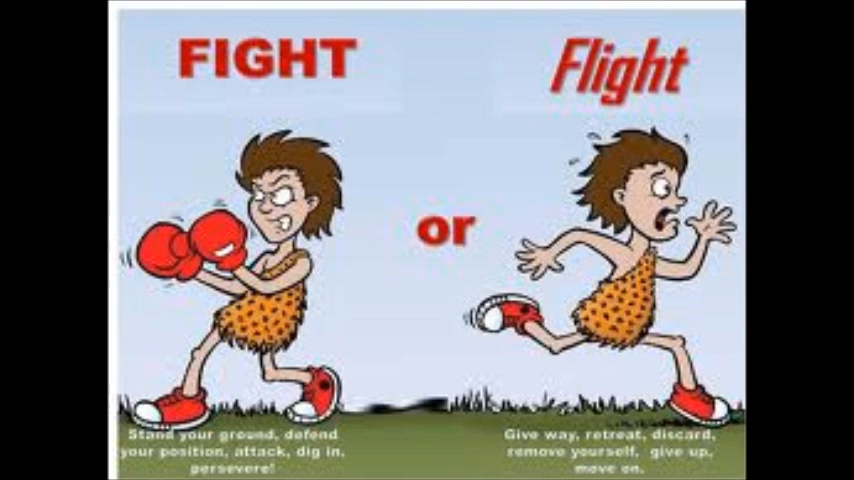 FIGHT
Flight
or
Stand your ground, defend
your position, attack, dig in,
persevere!
Give way, retreat, discard,
remove yourself, give up,
move on.